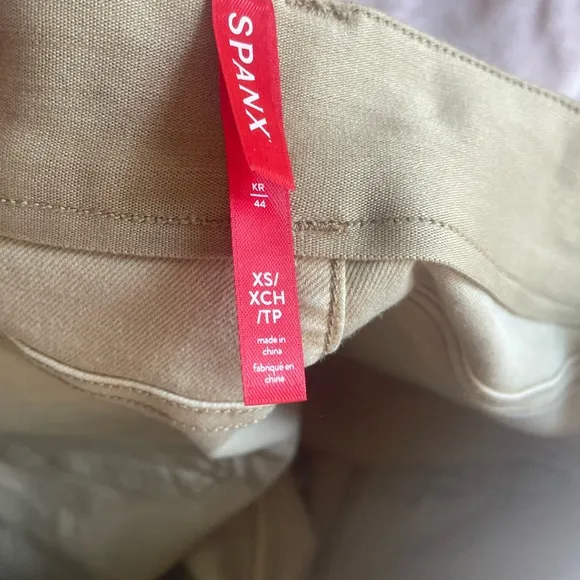 SPANX
KR
44
XS/
XCH
/TP
made in
china
fabriqué en
chine